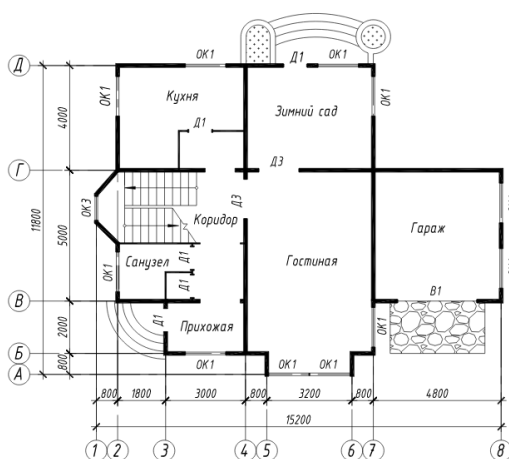 ОК1
Д1
ОК1
Д
ОК1
Кухня
Зимний сад
ОК1
Д1
4000
Г
Д3
ОК3
Д3
Коридор
11800
5000
Гараж
ОК1
Санузел
Д1
Гостиная
Д1
В
В1
Д1
Прихожая
ОК1
2000
Б
ОК1
ОК1
ОК1
800
А
800
1800
3000
800
3200
800
4800
15200
1
2
3
4
5
6
7
8